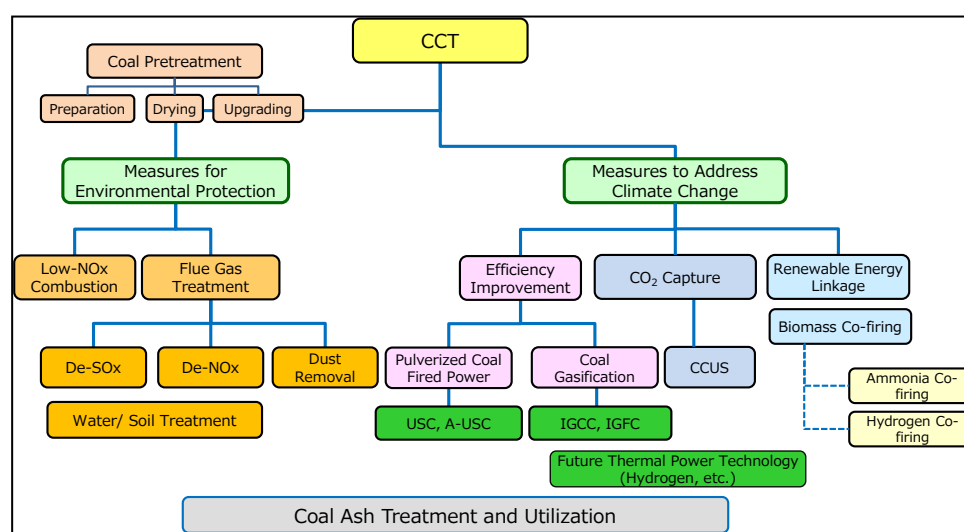 CCT
Coal Pretreatment
Preparation
Drying
Upgrading
Measures for
Environmental Protection
Measures to Address
Climate Change
Low-NOx
Combustion
Flue Gas
Treatment
Efficiency
Improvement
CO₂ Capture
Renewable Energy
Linkage
Biomass Co-firing
De-SOx
De-NOx
Dust
Removal
Pulverized Coal
Fired Power
Coal
Gasification
CCUS
Ammonia Co-
firing
Water/ Soil Treatment
USC, A-USC
IGCC, IGFC
Hydrogen Co-
firing
Future Thermal Power Technology
(Hydrogen, etc.)
Coal Ash Treatment and Utilization